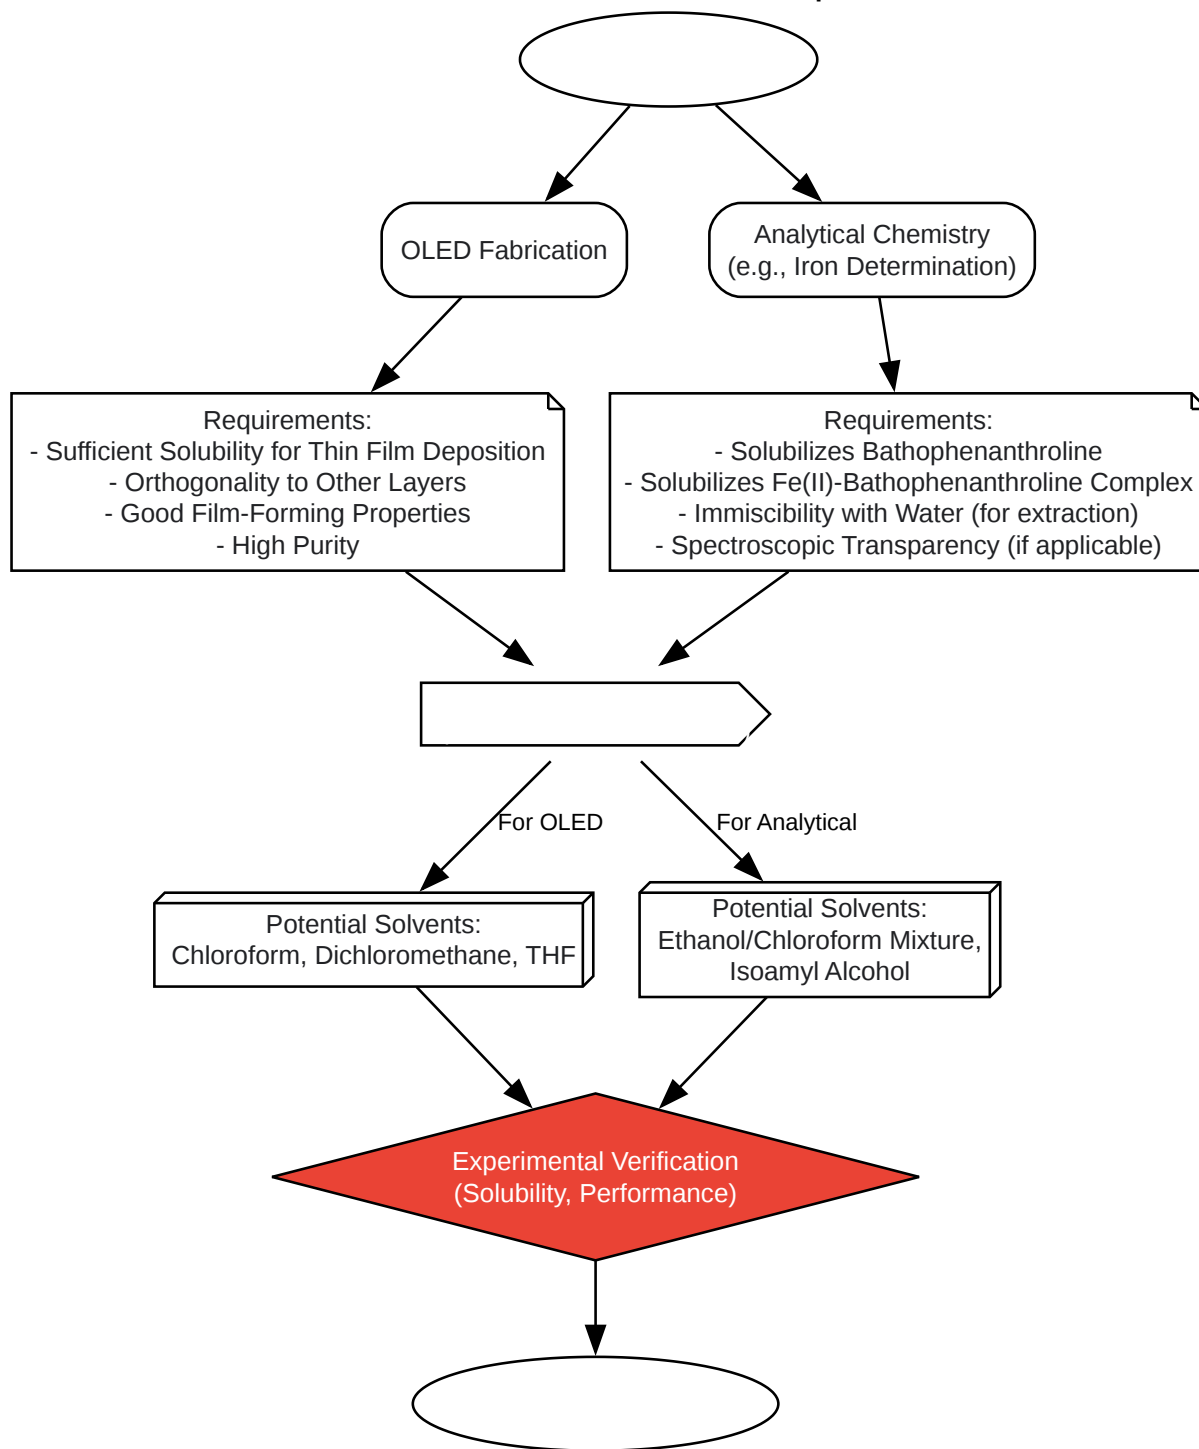 OLED Fabrication
Analytical Chemistry
(e.g., Iron Determination)
Requirements:
- Sufficient Solubility for Thin Film Deposition
- Orthogonality to Other Layers
- Good Film-Forming Properties
- High Purity
Requirements:
- Solubilizes Bathophenanthroline
- Solubilizes Fe(II)-Bathophenanthroline Complex
- Immiscibility with Water (for extraction)
- Spectroscopic Transparency (if applicable)
For OLED
For Analytical
Potential Solvents:
Chloroform, Dichloromethane, THF
Potential Solvents:
Ethanol/Chloroform Mixture,
Isoamyl Alcohol
Experimental Verification
(Solubility, Performance)